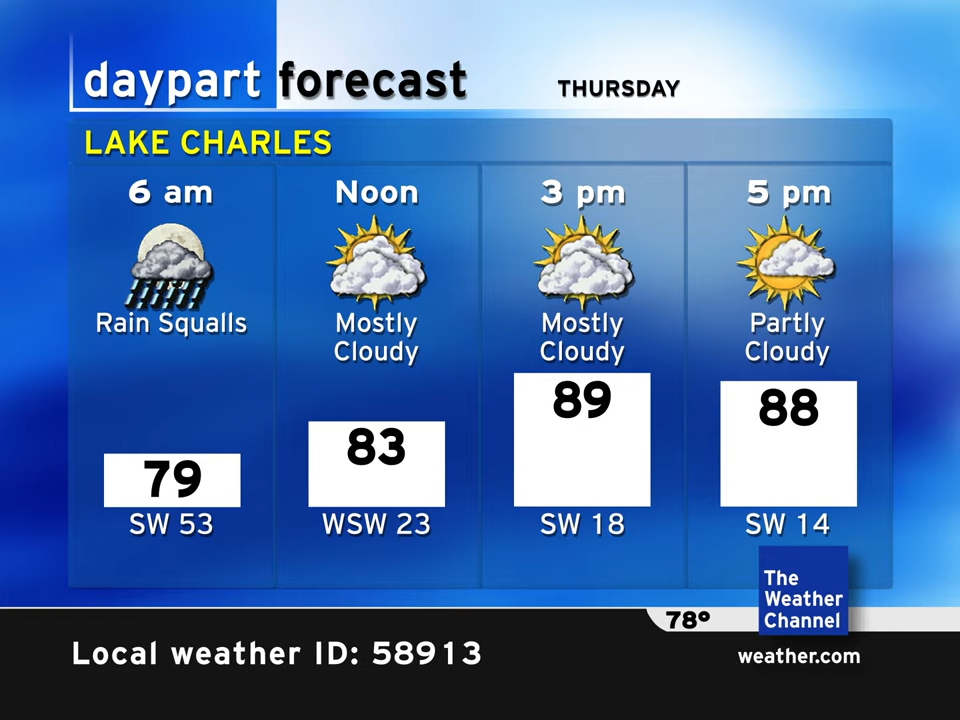 daypart forecast
THURSDAY
LAKE CHARLES
6 am
Noon
3 pm
5 pm
Rain Squalls
Mostly
Cloudy
Mostly
Cloudy
Partly
Cloudy
79
83
89
88
SW 53
WSW 23
SW 18
SW 14
78°
The
Weather
Channel
Local weather ID: 58913
weather.com